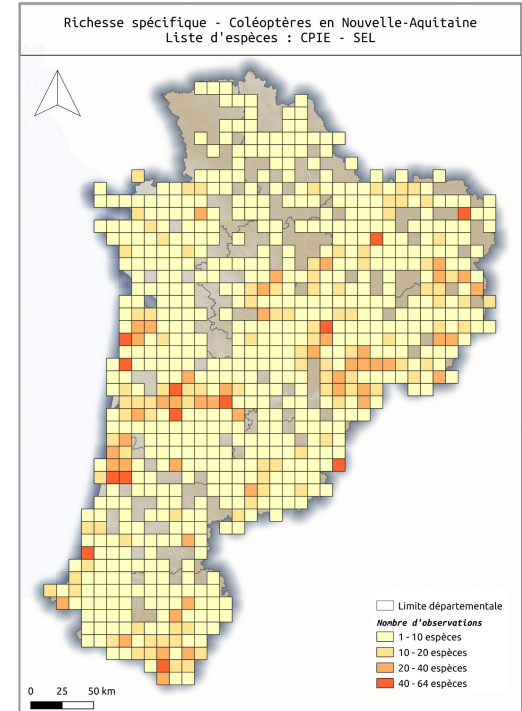 Richesse spécifique - Coléoptères en Nouvelle-Aquitaine
Liste d'espèces : CPIE - SEL
Limite départementale
Nombre d'observations
1 - 10 espèces
10 - 20 espèces
20 - 40 espèces
40 - 64 espèces
0 25 50 km